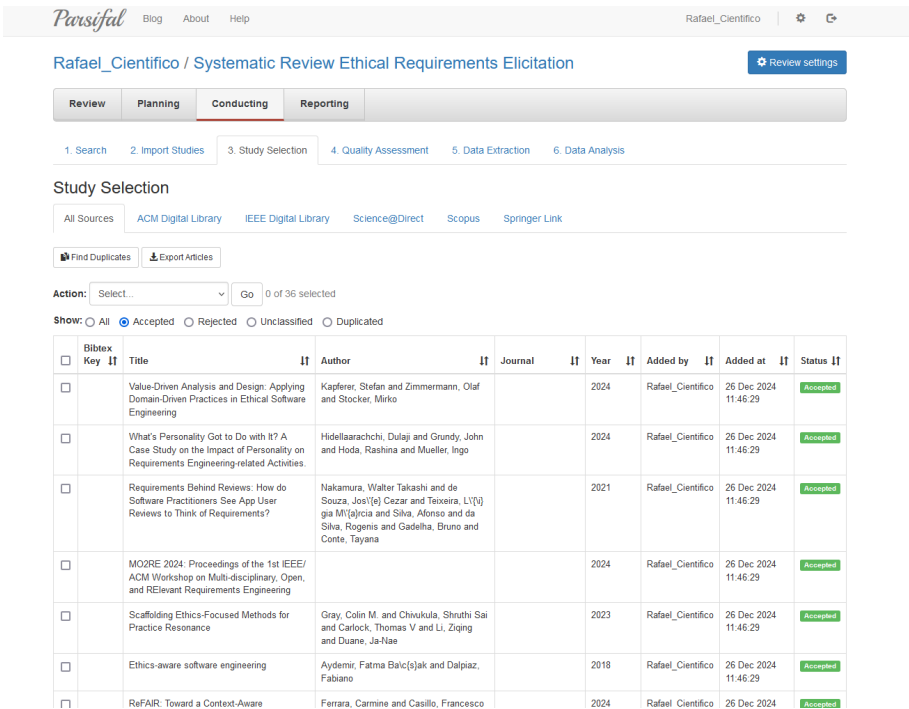 Parsifal Blog About Help Rafael_Cientifico
Rafael_Cientifico / Systematic Review Ethical Requirements Elicitation Review settings
Review Planning Conducting Reporting
1. Search 2. Import Studies 3. Study Selection 4. Quality Assessment 5. Data Extraction 6. Data Analysis
Study Selection
All Sources ACM Digital Library IEEE Digital Library Science@Direct Scopus Springer Link
Find Duplicates Export Articles
Action: Select... Go 0 of 36 selected
Show: All Accepted Rejected Unclassified Duplicated
Bibtex
Key Title Author Journal Year Added by Added at Status
Value-Driven Analysis and Design: Applying Kapferer, Stefan and Zimmermann, Olaf 2024 Rafael_Cientifico 26 Dec 2024 Accepted
Domain-Driven Practices in Ethical Software and Stocker, Mirko 11:46:29
Engineering
What's Personality Got to Do with It? A Hidellaarachchi, Dulaji and Grundy, John 2024 Rafael_Cientifico 26 Dec 2024 Accepted
Case Study on the Impact of Personality on and Hoda, Rashina and Mueller, Ingo 11:46:29
Requirements Engineering-related Activities.
Requirements Behind Reviews: How do Nakamura, Walter Takashi and de 2021 Rafael_Cientifico 26 Dec 2024 Accepted
Software Practitioners See App User Souza, Jos\'{e} Cezar and Teixeira, L\'{\i} 11:46:29
Reviews to Think of Requirements? gia M\'{a}rcia and Silva, Afonso and da
Silva, Rogenis and Gadelha, Bruno and
Conte, Tayana
MO2RE 2024: Proceedings of the 1st IEEE/ 2024 Rafael_Cientifico 26 Dec 2024 Accepted
ACM Workshop on Multi-disciplinary, Open, 11:46:29
and RElevant Requirements Engineering
Scaffolding Ethics-Focused Methods for Gray, Colin M. and Chivukula, Shruthi Sai 2023 Rafael_Cientifico 26 Dec 2024 Accepted
Practice Resonance and Carlock, Thomas V and Li, Ziqing 11:46:29
and Duane, Ja-Nae
Ethics-aware software engineering Aydemir, Fatma Ba\c{s}ak and Dalpiaz, 2018 Rafael_Cientifico 26 Dec 2024 Accepted
Fabiano 11:46:29
ReFAIR: Toward a Context-Aware Ferrara, Carmine and Casillo, Francesco 2024 Rafael_Cientifico 26 Dec 2024 Accepted